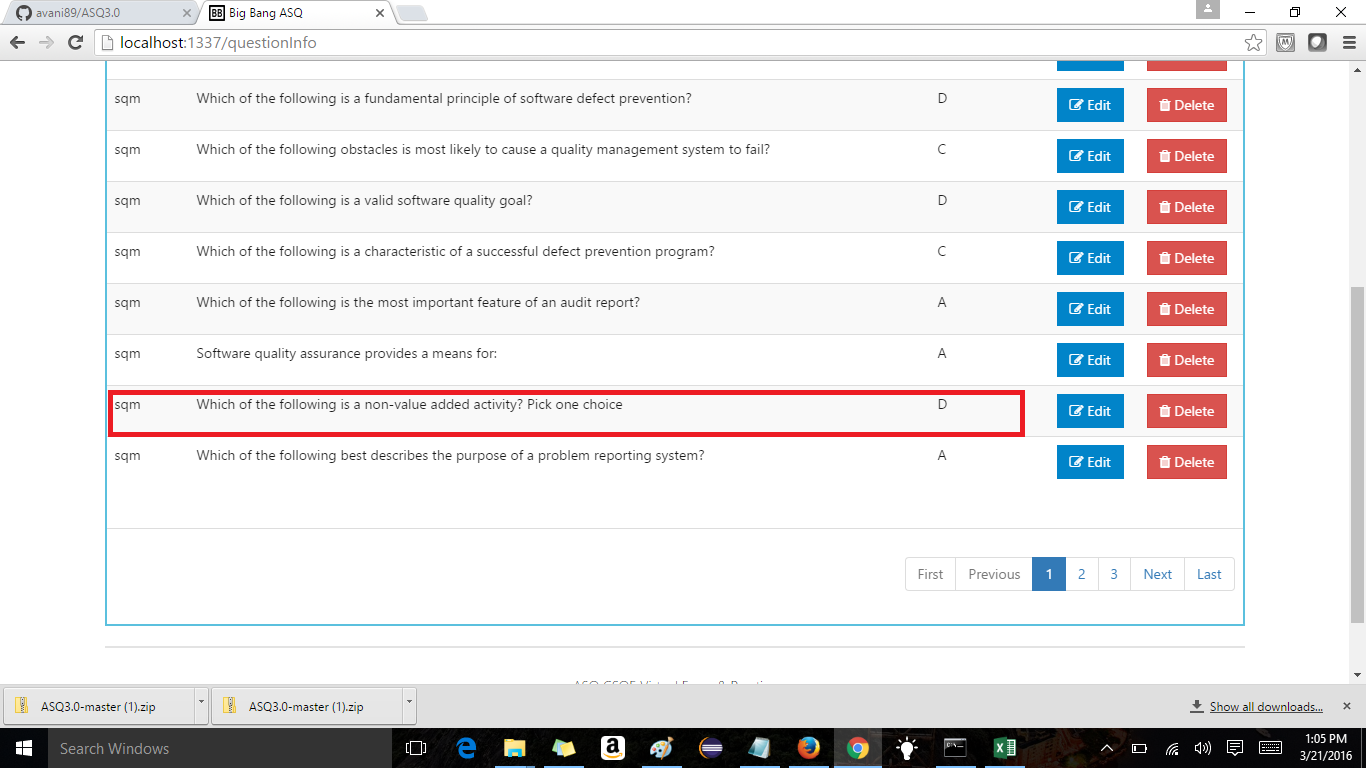 avani89/ASQ3.0
BB Big Bang ASQ
localhost:1337/questionInfo
sqm Which of the following is a fundamental principle of software defect prevention? D Edit Delete
sqm Which of the following obstacles is most likely to cause a quality management system to fail? C Edit Delete
sqm Which of the following is a valid software quality goal? D Edit Delete
sqm Which of the following is a characteristic of a successful defect prevention program? C Edit Delete
sqm Which of the following is the most important feature of an audit report? A Edit Delete
sqm Software quality assurance provides a means for: A Edit Delete
sqm Which of the following is a non-value added activity? Pick one choice D Edit Delete
sqm Which of the following best describes the purpose of a problem reporting system? A Edit Delete
First Previous 1 2 3 Next Last
ASQ3.0-master (1).zip
ASQ3.0-master (1).zip
Show all downloads...
Search Windows
1:05 PM
3/21/2016